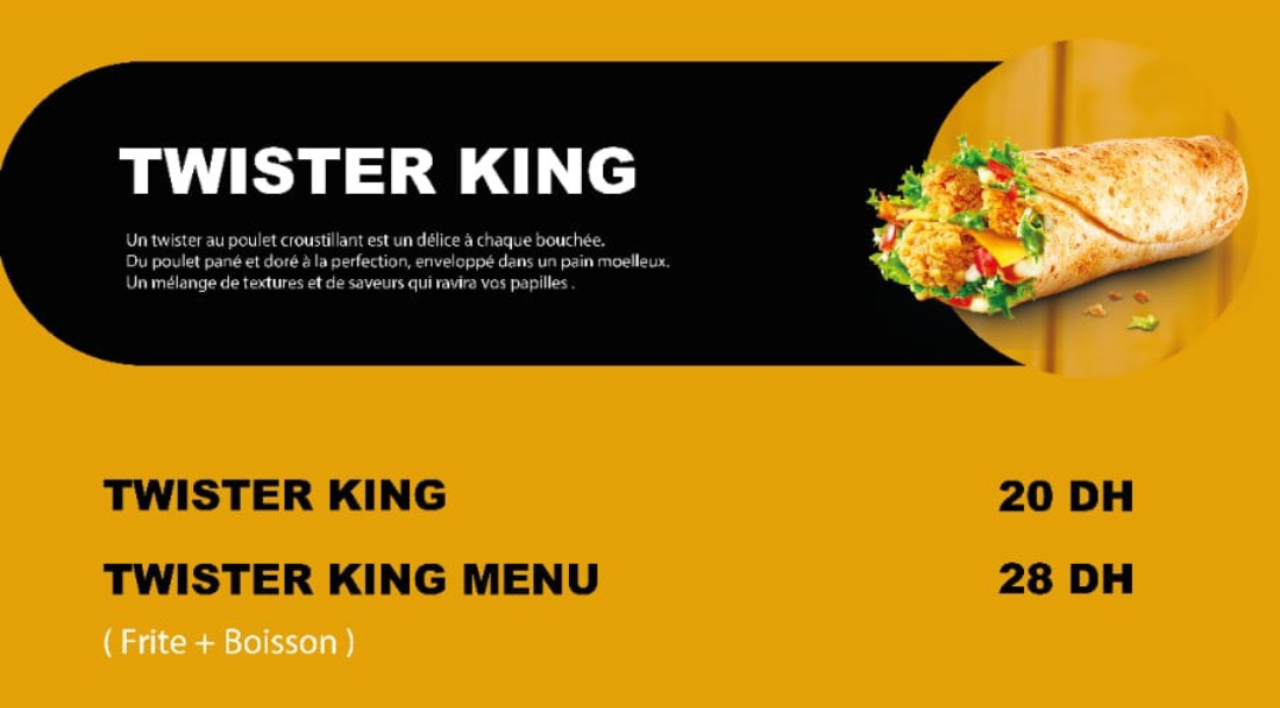 TWISTER KING
Un twister au poulet croustillant est un délice à chaque bouchée.
Du poulet pané et doré à la perfection, enveloppé dans un pain moelleux.
Un mélange de textures et de saveurs qui ravira vos papilles .
TWISTER KING 20 DH
TWISTER KING MENU 28 DH
( Frite + Boisson )